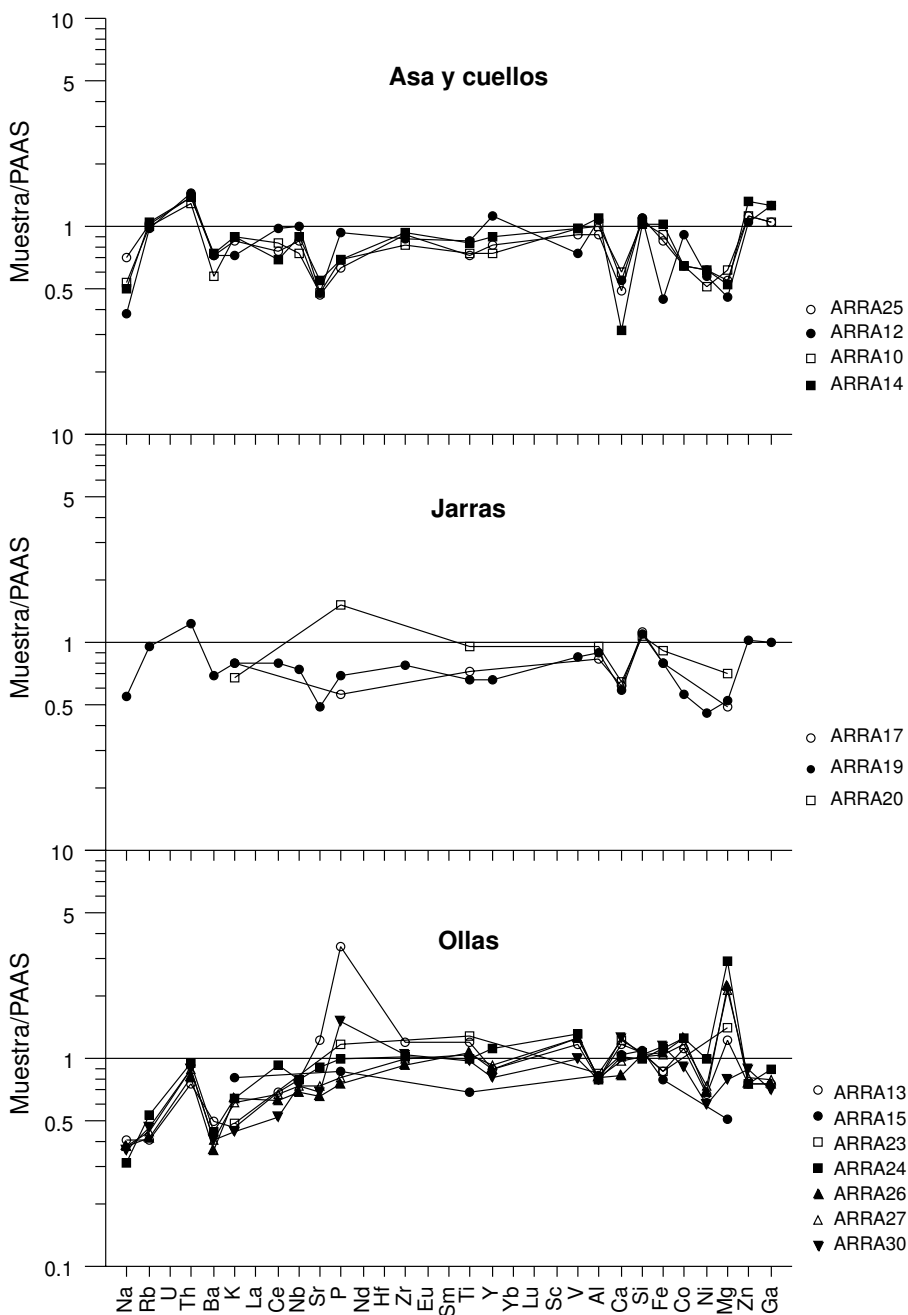 10
5
Asa y cuellos
Muestra/PAAS
1
0.5
ARRA25
ARRA12
ARRA10
ARRA14
10
5
Jarras
Muestra/PAAS
1
0.5
ARRA17
ARRA19
ARRA20
10
5
Ollas
Muestra/PAAS
1
0.5
ARRA13
ARRA15
ARRA23
ARRA24
ARRA26
ARRA27
ARRA30
0.1
Na Rb U Th Ba K La Ce Nb Sr P Nd Hf Zr Eu Sm Ti Y Yb Lu Sc V Al Ca Si Fe Co Ni Mg Zn Ga